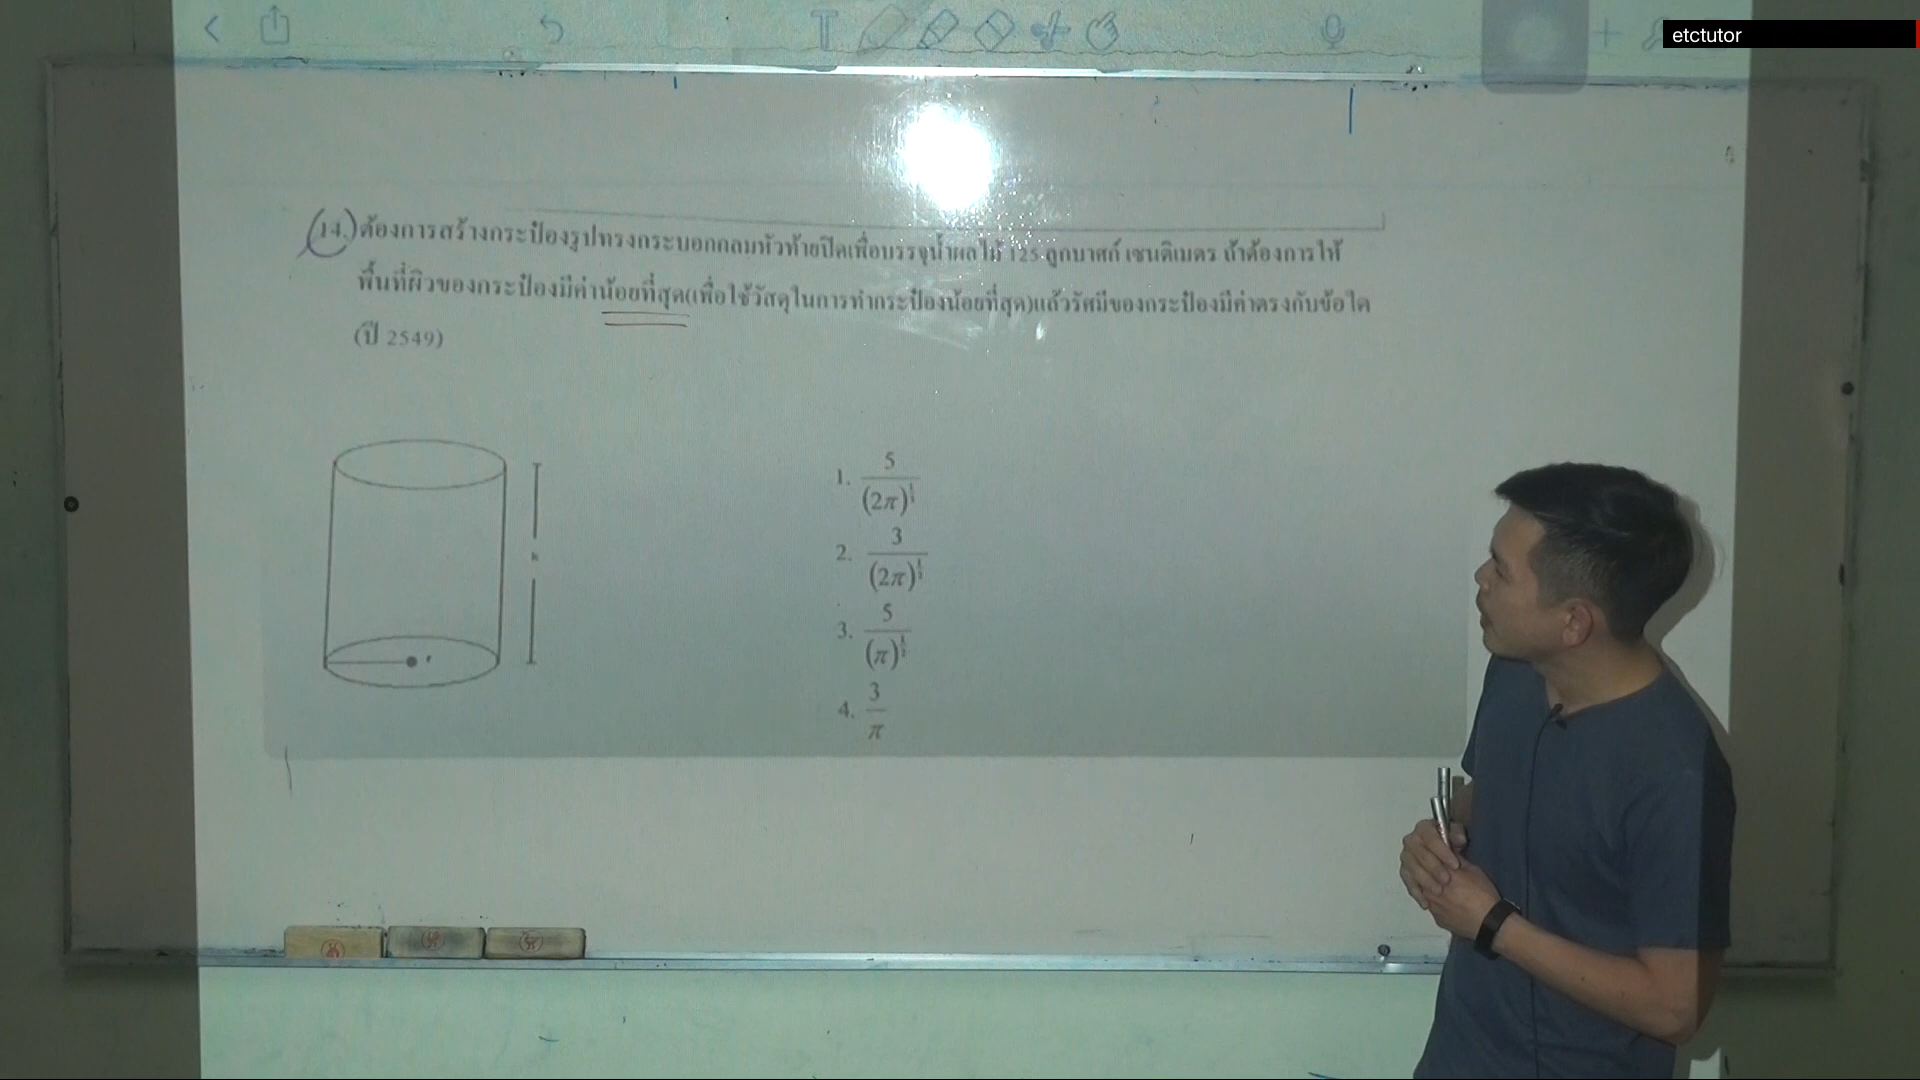 etctutor
14. ต้องการสร้างกระป๋องรูปทรงกระบอกกลมหัวท้ายปิดเพื่อบรรจุน้ำผลไม้ 125 ลูกบาศก์ เซนติเมตร ถ้าต้องการให้
พื้นที่ผิวของกระป๋องมีค่าน้อยที่สุด(เพื่อใช้วัสดุในการทำกระป๋องน้อยที่สุด)แล้วรัศมีของกระป๋องมีค่าตรงกับข้อใด
(ปี 2549)
h
r
1. 5/(2π)^
2. 3/(2π)^
3. 5/(π)^
4. 3/π